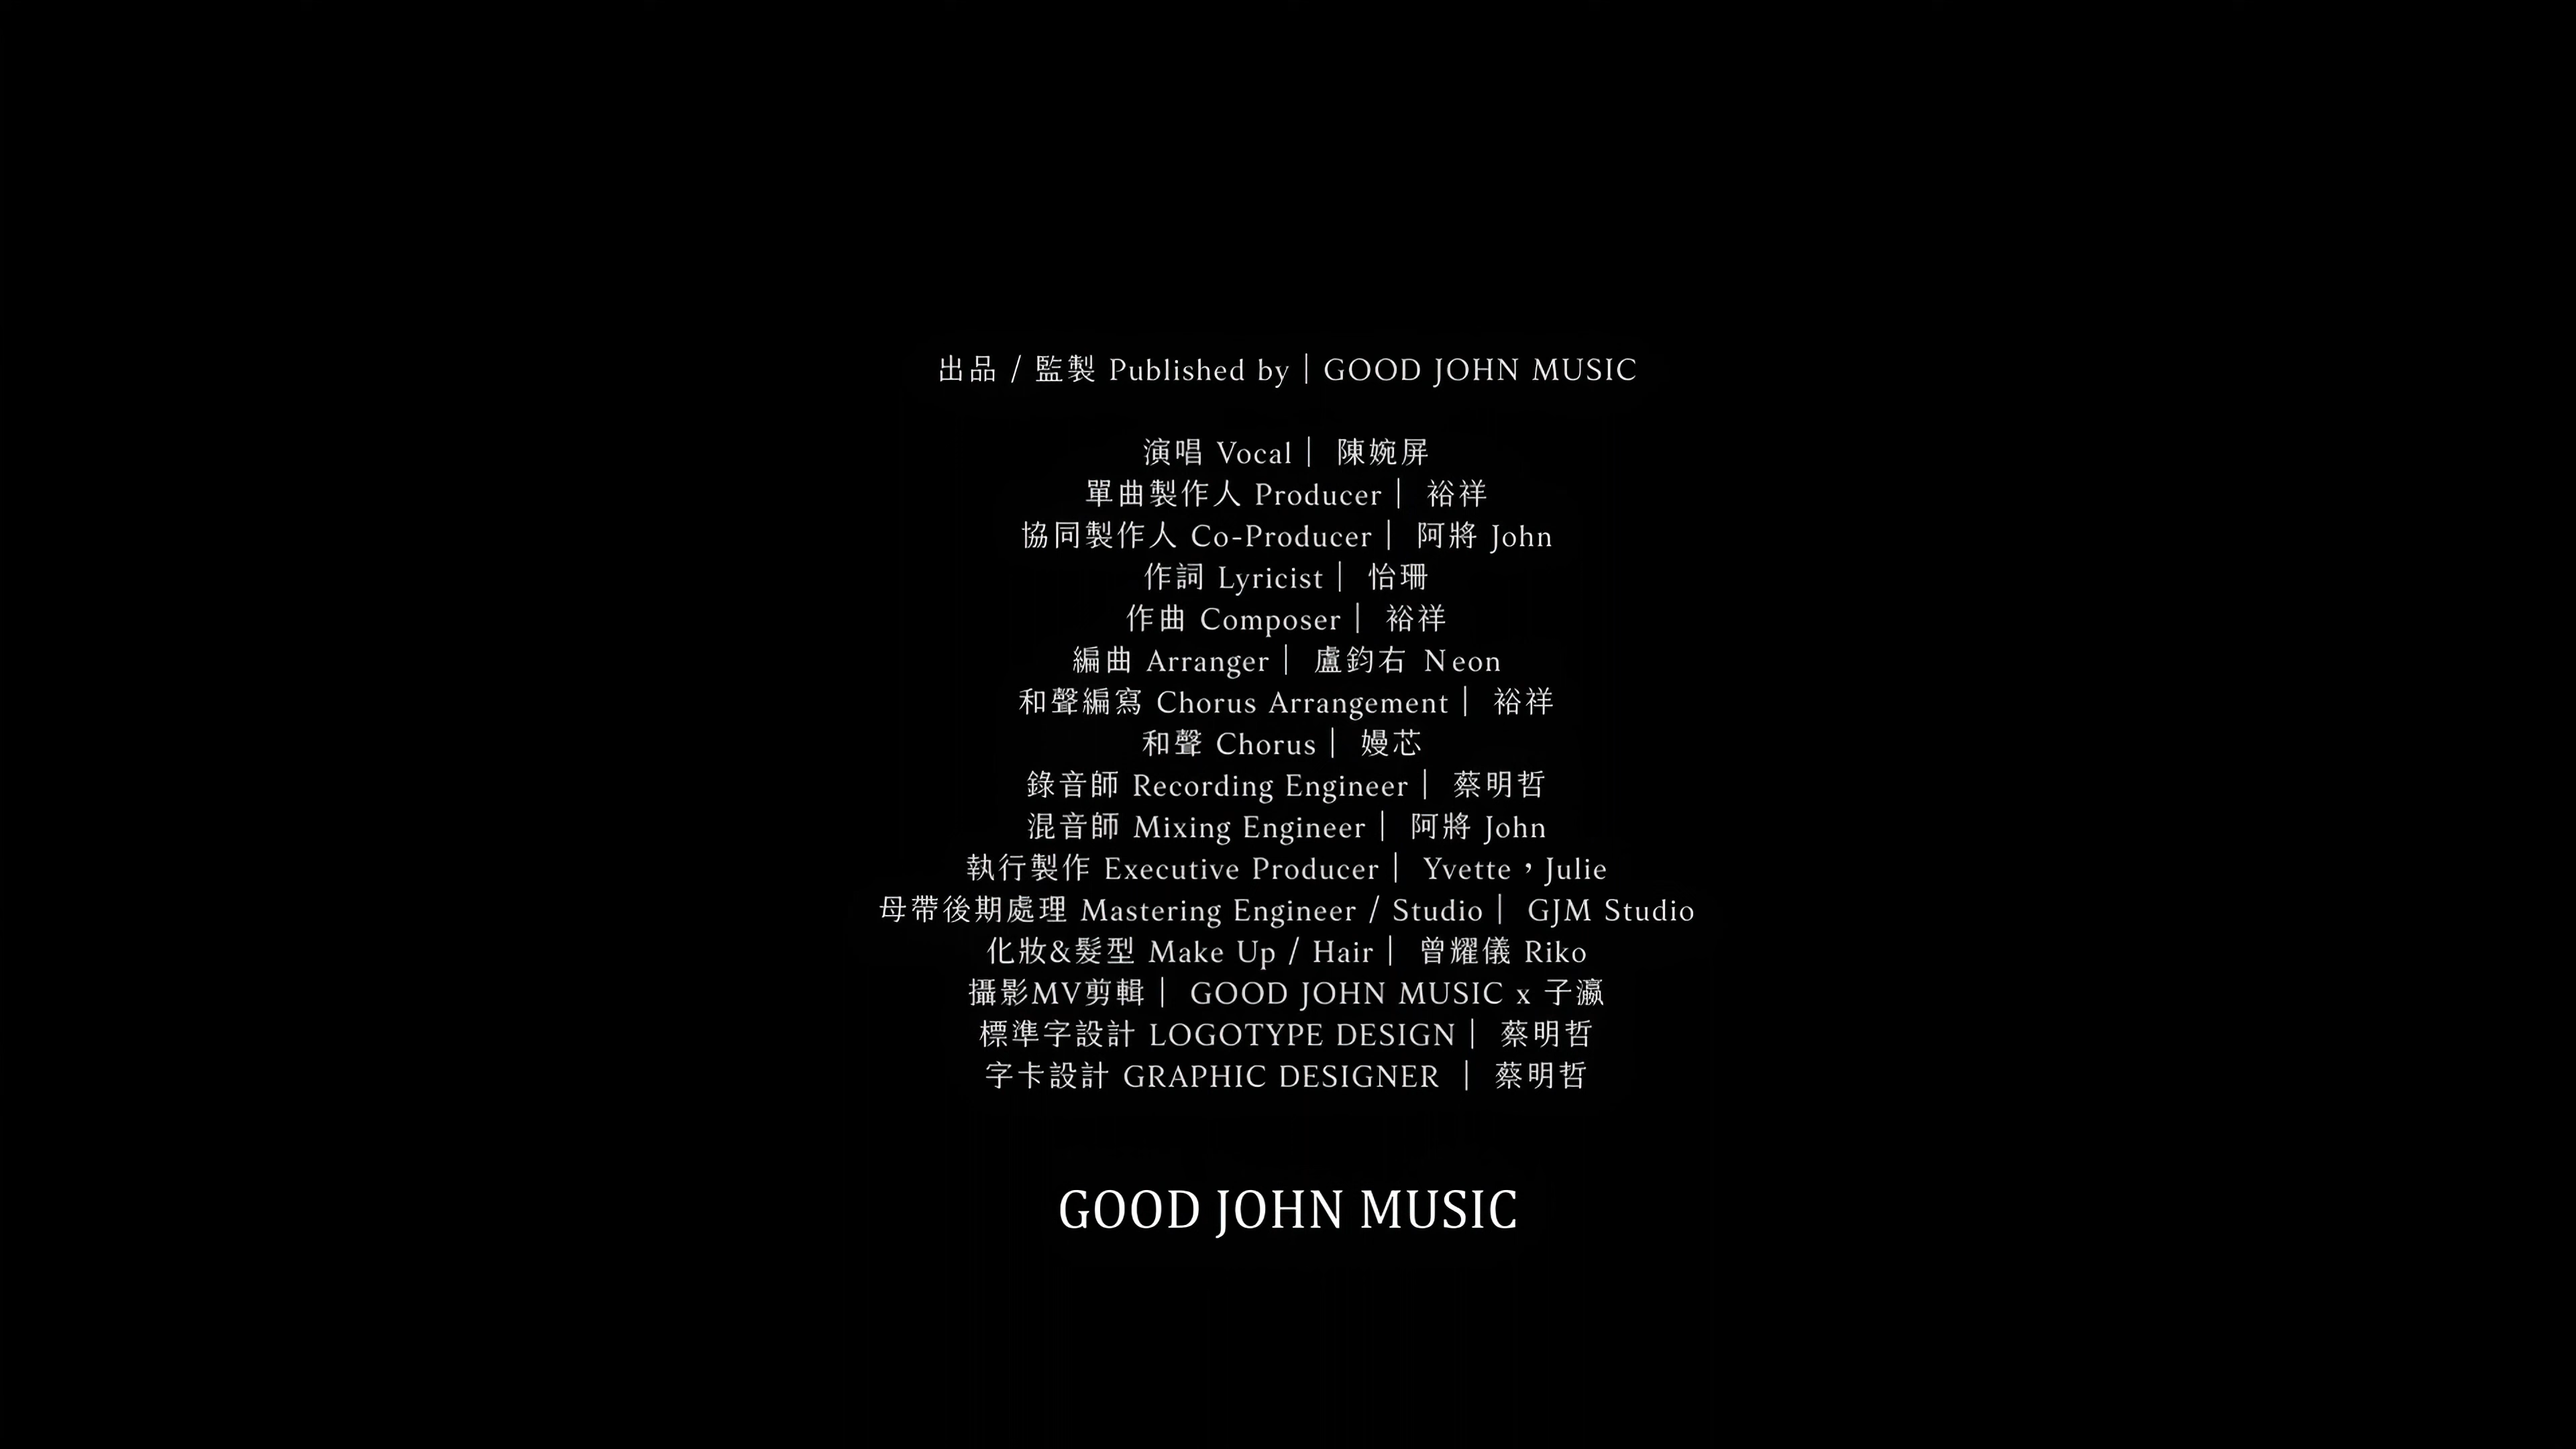 出品 / 監製 Published by｜GOOD JOHN MUSIC
演唱 Vocal｜ 陳婉屏
單曲製作人 Producer｜ 裕祥
協同製作人 Co-Producer｜ 阿將 John
作詞 Lyricist｜ 怡珊
作曲 Composer｜ 裕祥
編曲 Arranger｜ 盧鈞右 Neon
和聲編寫 Chorus Arrangement｜ 裕祥
和聲 Chorus｜ 嫚芯
錄音師 Recording Engineer｜ 蔡明哲
混音師 Mixing Engineer｜ 阿將 John
執行製作 Executive Producer｜ Yvette，Julie
母帶後期處理 Mastering Engineer / Studio｜ GJM Studio
化妝&髮型 Make Up / Hair｜ 曾耀儀 Riko
攝影MV剪輯｜ GOOD JOHN MUSIC x 子瀛
標準字設計 LOGOTYPE DESIGN｜ 蔡明哲
字卡設計 GRAPHIC DESIGNER ｜ 蔡明哲
GOOD JOHN MUSIC